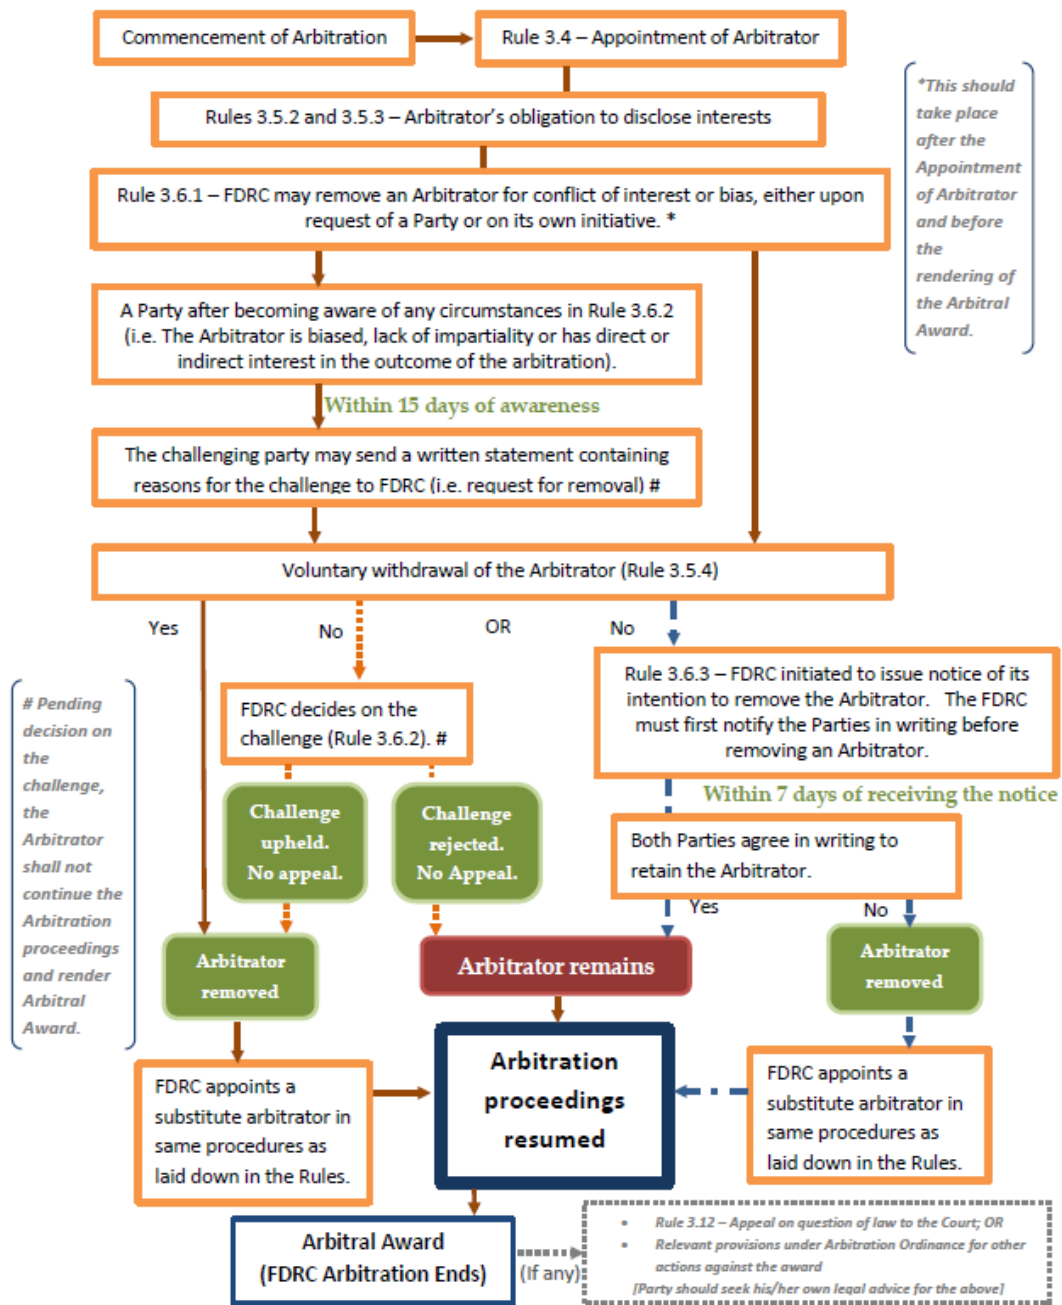 Commencement of Arbitration
Rule 3.4 – Appointment of Arbitrator
*This should
take place
after the
Appointment
of Arbitrator
and before
the
rendering of
the Arbitral
Award.
Rules 3.5.2 and 3.5.3 – Arbitrator's obligation to disclose interests
Rule 3.6.1 – FDRC may remove an Arbitrator for conflict of interest or bias, either upon
request of a Party or on its own initiative. *
A Party after becoming aware of any circumstances in Rule 3.6.2
(i.e. The Arbitrator is biased, lack of impartiality or has direct or
indirect interest in the outcome of the arbitration).
Within 15 days of awareness
The challenging party may send a written statement containing
reasons for the challenge to FDRC (i.e. request for removal) #
Voluntary withdrawal of the Arbitrator (Rule 3.5.4)
Yes
No
OR
No
# Pending
decision on
the
challenge,
the
Arbitrator
shall not
continue the
Arbitration
proceedings
and render
Arbitral
Award.
FDRC decides on the
challenge (Rule 3.6.2). #
Rule 3.6.3 – FDRC initiated to issue notice of its
intention to remove the Arbitrator. The FDRC
must first notify the Parties in writing before
removing an Arbitrator.
Within 7 days of receiving the notice
Challenge
upheld.
No appeal.
Challenge
rejected.
No Appeal.
Both Parties agree in writing to
retain the Arbitrator.
Yes
No
Arbitrator
removed
Arbitrator remains
Arbitrator
removed
FDRC appoints a
substitute arbitrator in
same procedures as
laid down in the Rules.
Arbitration
proceedings
resumed
FDRC appoints a
substitute arbitrator in
same procedures as
laid down in the Rules.
Arbitral Award
(FDRC Arbitration Ends)
(If any)
• Rule 3.12 – Appeal on question of law to the Court; OR
• Relevant provisions under Arbitration Ordinance for other
actions against the award
[Party should seek his/her own legal advice for the above]